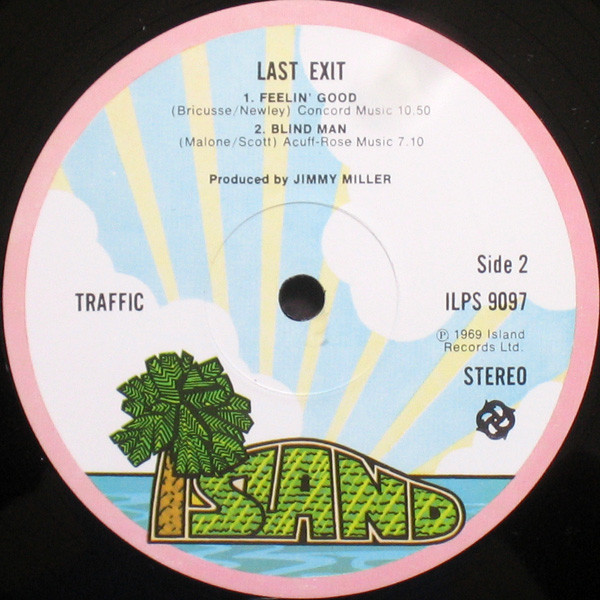 LAST EXIT
1. FEELIN' GOOD
(Bricusse/Newley) Concord Music 10.50
2. BLIND MAN
(Malone/Scott) Acuff-Rose Music 7.10
Produced by JIMMY MILLER
Side 2
TRAFFIC
ILPS 9097
Ⓟ 1969 Island
Records Ltd.
STEREO
ISLAND